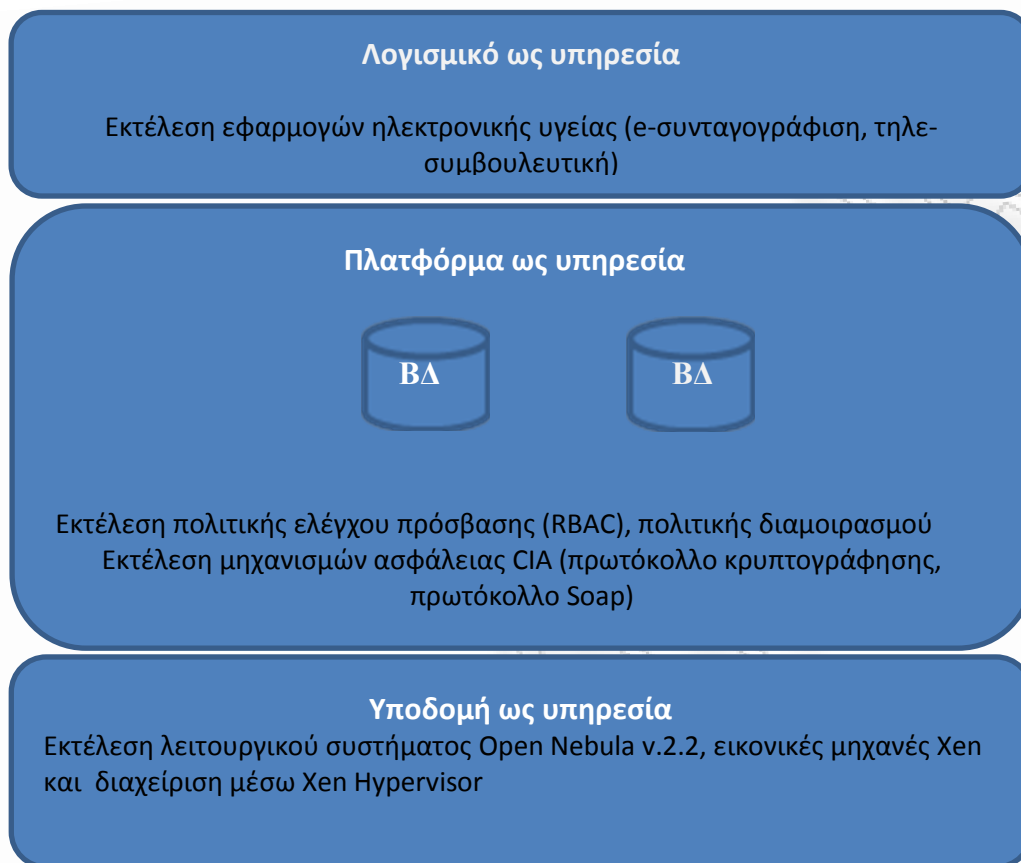 Λογισμικό ως υπηρεσία
Εκτέλεση εφαρμογών ηλεκτρονικής υγείας (e-συνταγογράφιση, τηλε-
συμβουλευτική)
Πλατφόρμα ως υπηρεσία
ΒΔ ΒΔ
Εκτέλεση πολιτικής ελέγχου πρόσβασης (RBAC), πολιτικής διαμοιρασμού
Εκτέλεση μηχανισμών ασφάλειας CIA (πρωτόκολλο κρυπτογράφησης,
πρωτόκολλο Soap)
Υποδομή ως υπηρεσία
Εκτέλεση λειτουργικού συστήματος Open Nebula v.2.2, εικονικές μηχανές Xen
και διαχείριση μέσω Xen Hypervisor